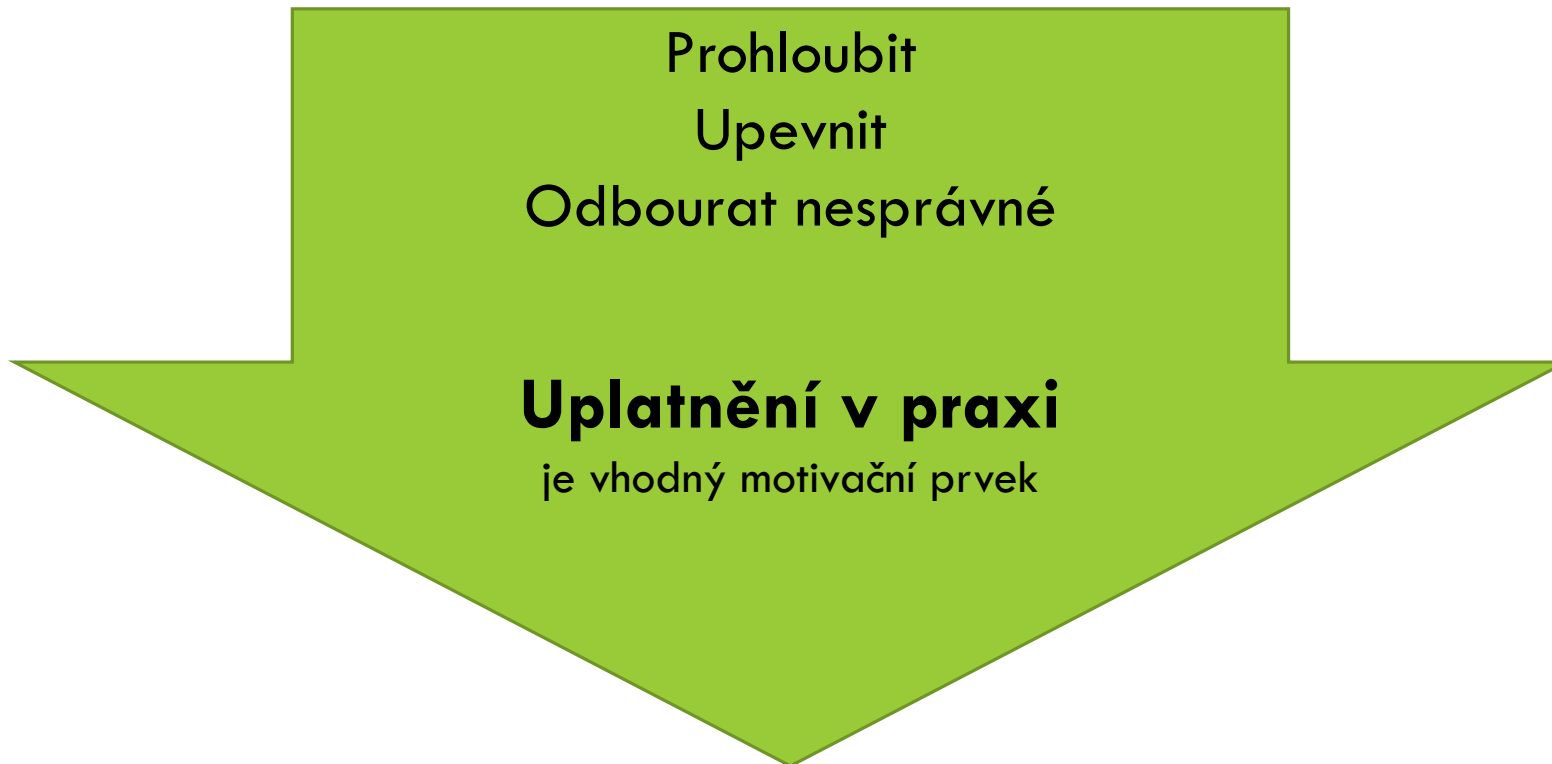 Prohloubit
Upevnit
Odbourat nesprávné
Uplatnění v praxi
je vhodný motivační prvek